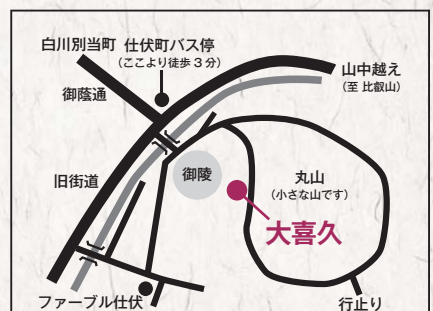 白川別当町
仕伏町バス停
（ここより徒歩３分）
御蔭通
山中越え
（至 比叡山）
旧街道
御陵
丸山
（小さな山です）
大喜久
ファーブル仕伏
行止り